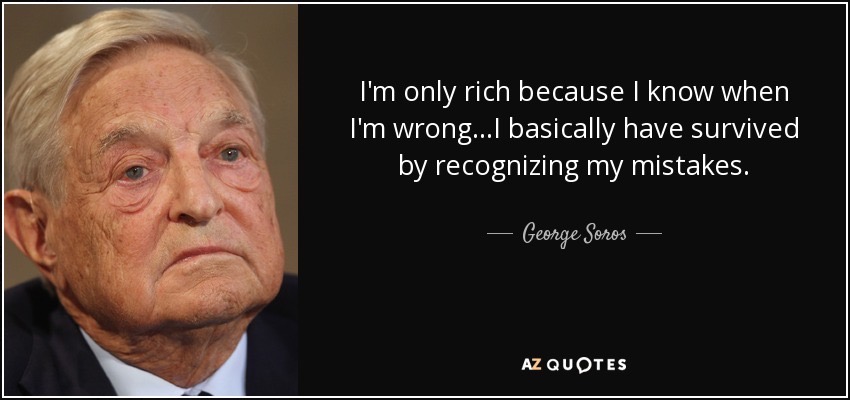 I'm only rich because I know when
I'm wrong...I basically have survived
by recognizing my mistakes.
George Soros
AZ QUOTES